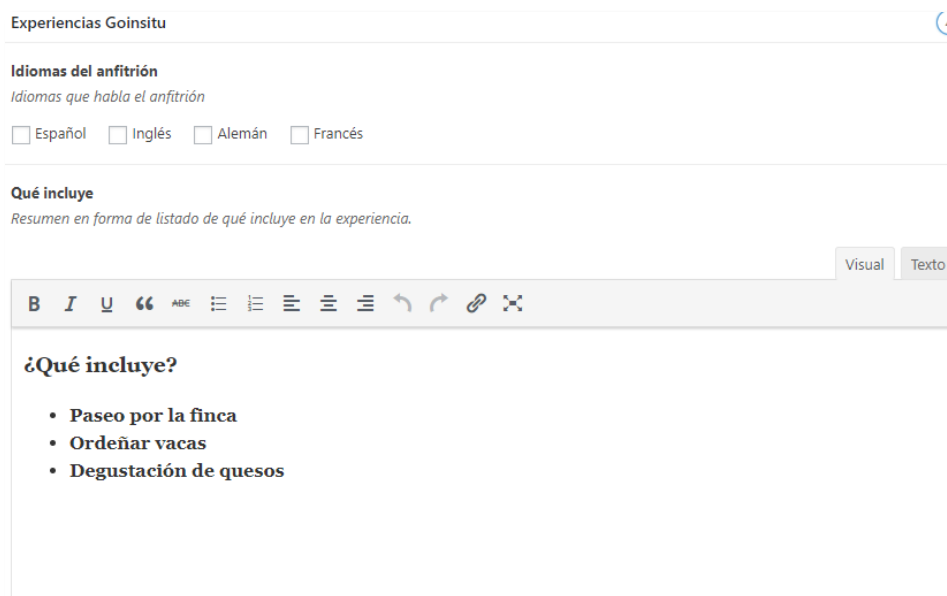 Experiencias Goinsitu
Idiomas del anfitrión
Idiomas que habla el anfitrión
Español Inglés Alemán Francés
Qué incluye
Resumen en forma de listado de qué incluye en la experiencia.
Visual Texto
B I U ABE
¿Qué incluye?
• Paseo por la finca
• Ordeñar vacas
• Degustación de quesos